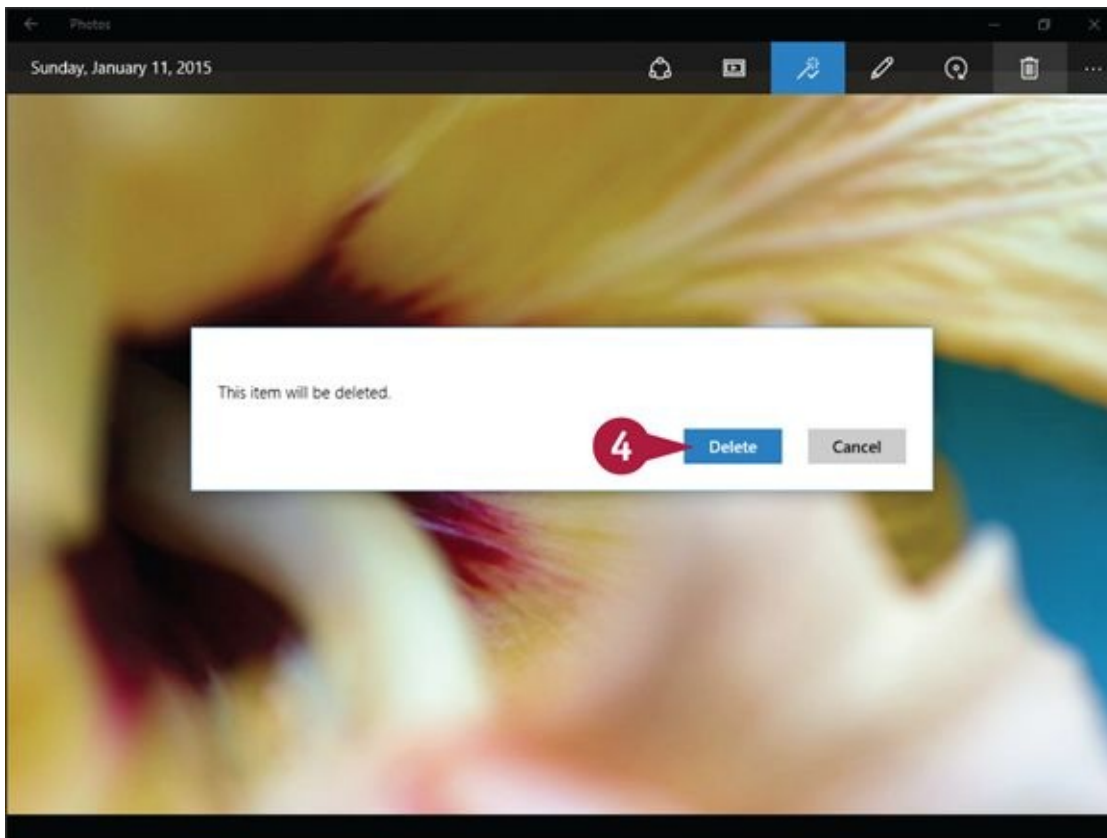 Photos
Sunday, January 11, 2015
This item will be deleted.
4
Delete
Cancel